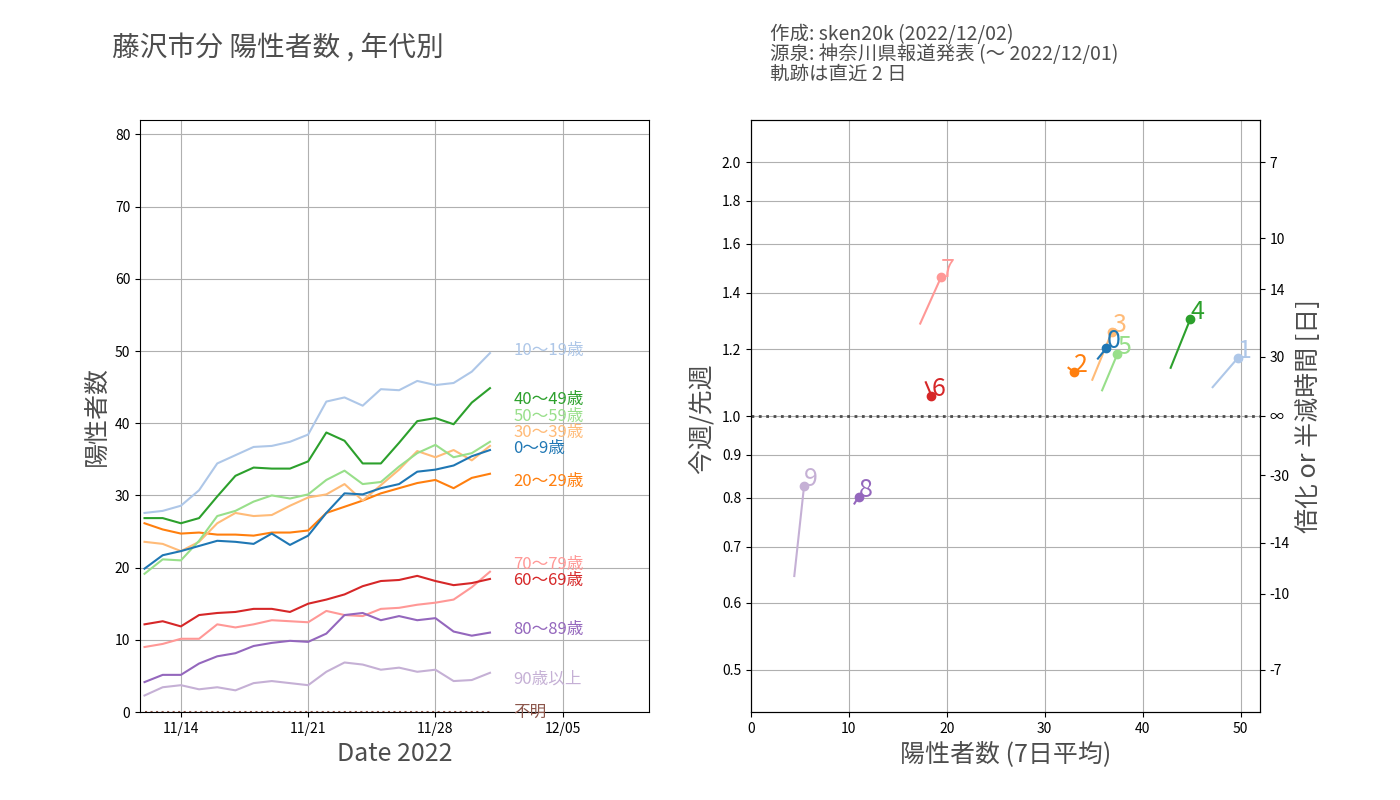 藤沢市分 陽性者数 , 年代別
作成: sken20k (2022/12/02)
源泉: 神奈川県報道発表 (〜 2022/12/01)
軌跡は直近 2 日
陽性者数
80
70
60
50
40
30
20
10
0
10〜19歳
40〜49歳
50〜59歳
30〜39歳
0〜9歳
20〜29歳
70〜79歳
60〜69歳
80〜89歳
90歳以上
不明
11/14
11/21
11/28
12/05
Date 2022
今週/先週
2.0
1.8
1.6
1.4
1.2
1.0
0.9
0.8
0.7
0.6
0.5
7
4
3
0
5
1
2
6
9
8
7
10
14
30
∞
-30
-14
-10
-7
倍化 or 半減時間 [日]
0
10
20
30
40
50
陽性者数 (7日平均)